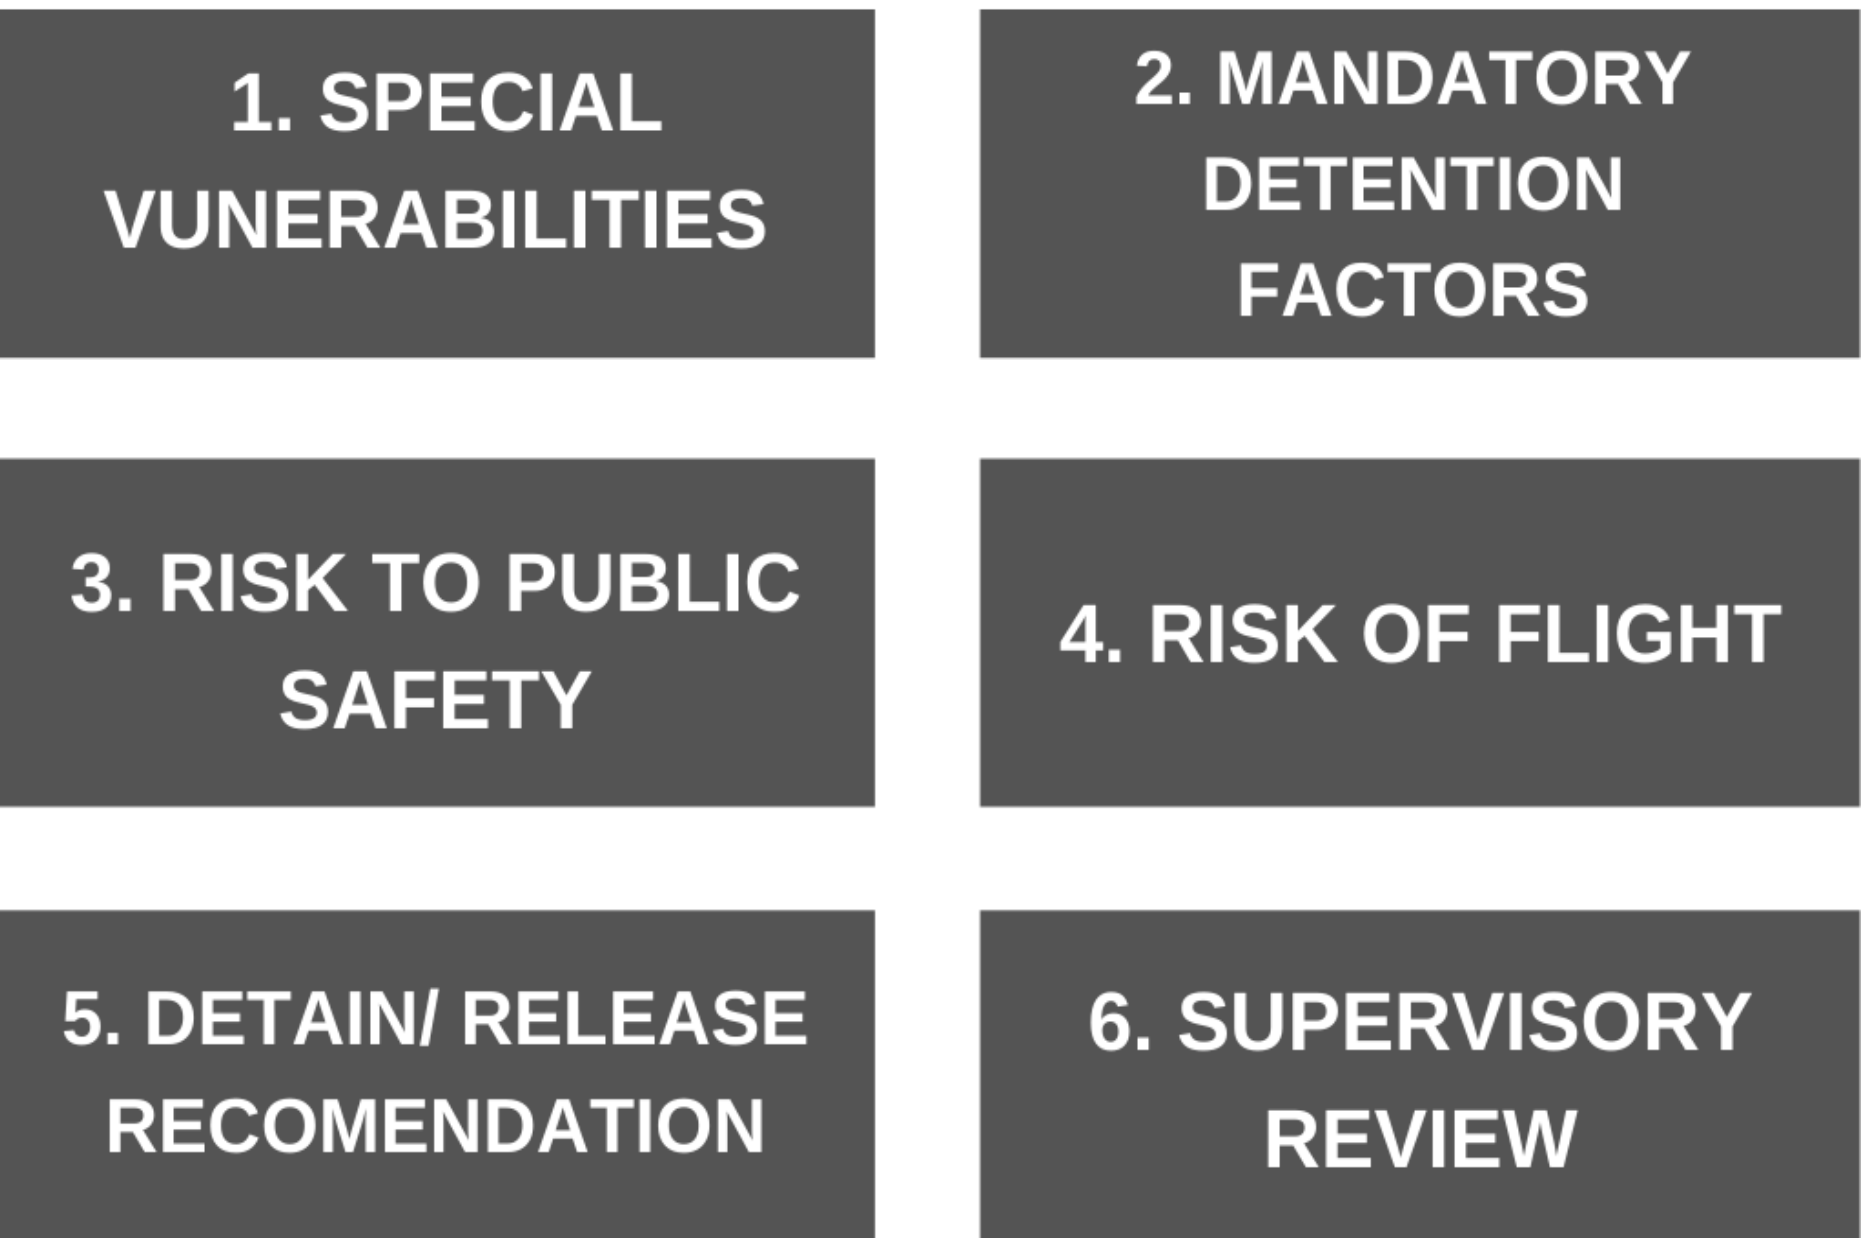 1. SPECIAL
VUNERABILITIES
2. MANDATORY
DETENTION
FACTORS
3. RISK TO PUBLIC
SAFETY
4. RISK OF FLIGHT
5. DETAIN/ RELEASE
RECOMENDATION
6. SUPERVISORY
REVIEW